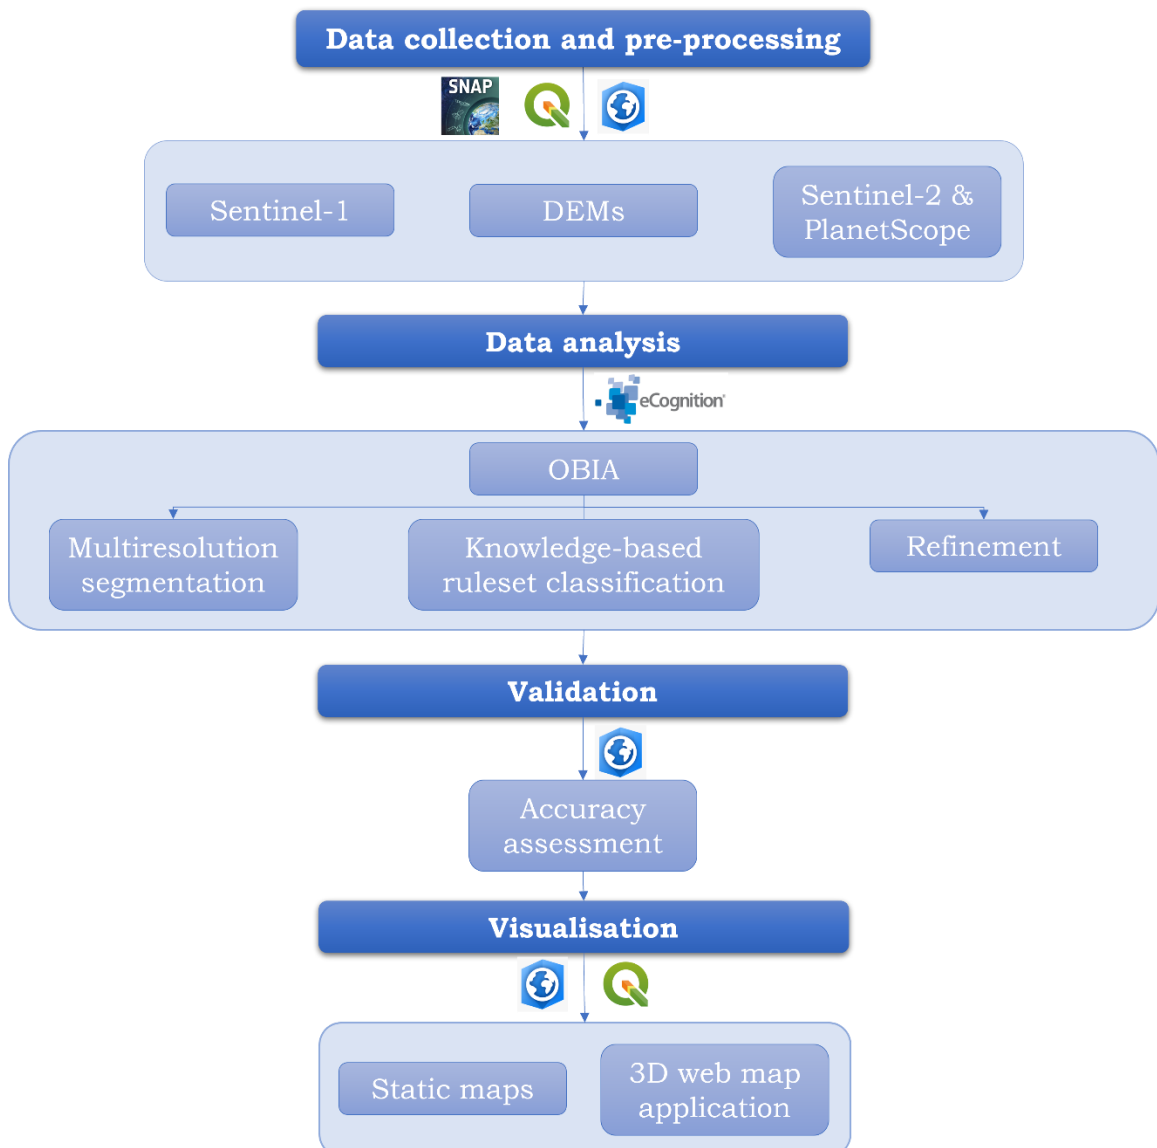 Data collection and pre-processing
SNAP
Sentinel-1
DEMs
Sentinel-2 &
PlanetScope
Data analysis
eCognition
OBIA
Multiresolution
segmentation
Knowledge-based
ruleset classification
Refinement
Validation
Accuracy
assessment
Visualisation
Static maps
3D web map
application